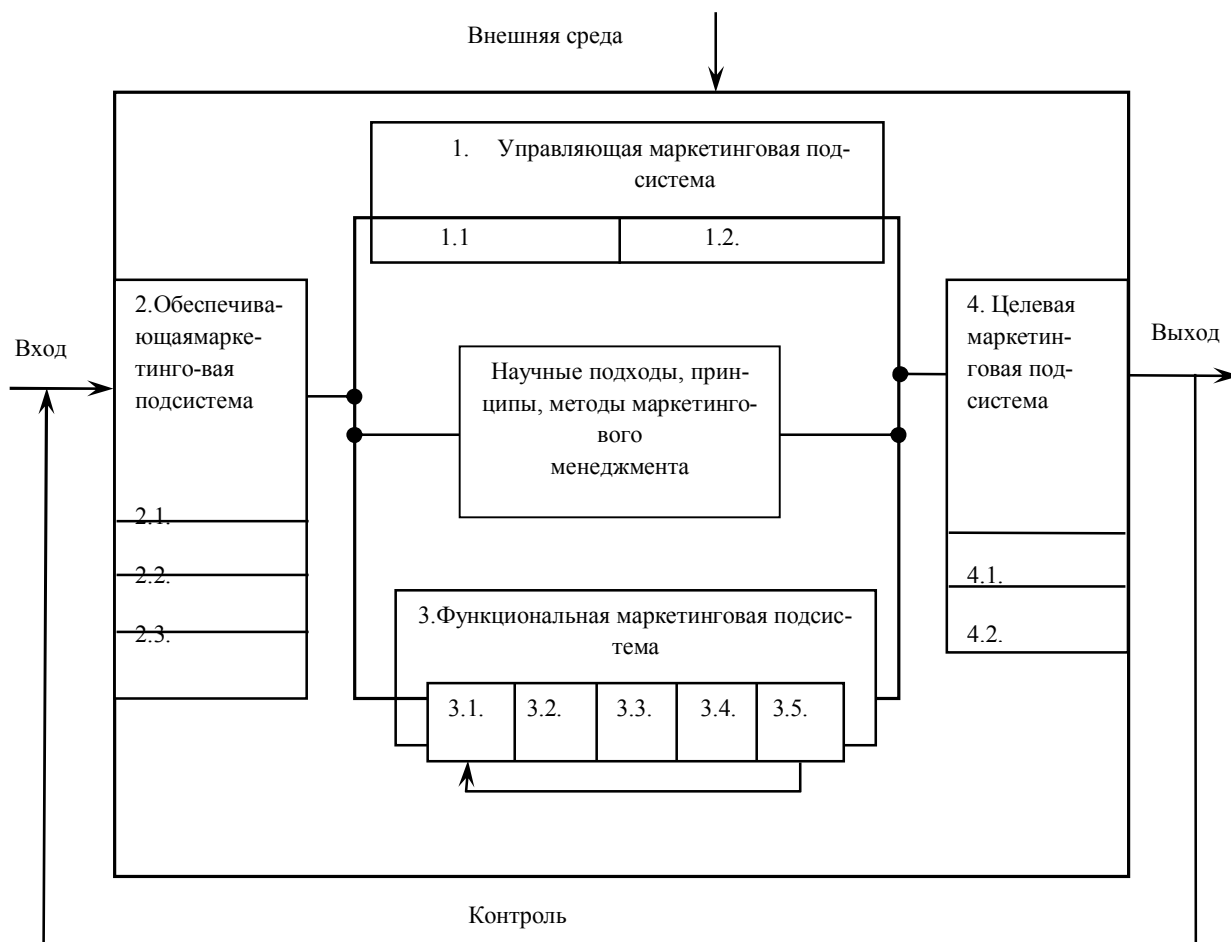 Внешняя среда
1. Управляющая маркетинговая под-
система
1.1
1.2.
2.Обеспечива-
ющаямарке-
тинго-вая
подсистема
2.1.
2.2.
2.3.
Вход
Научные подходы, прин-
ципы, методы маркетинго-
вого
менеджмента
4. Целевая
маркетин-
говая под-
система
4.1.
4.2.
Выход
3.Функциональная маркетинговая подсис-
тема
3.1.
3.2.
3.3.
3.4.
3.5.
Контроль